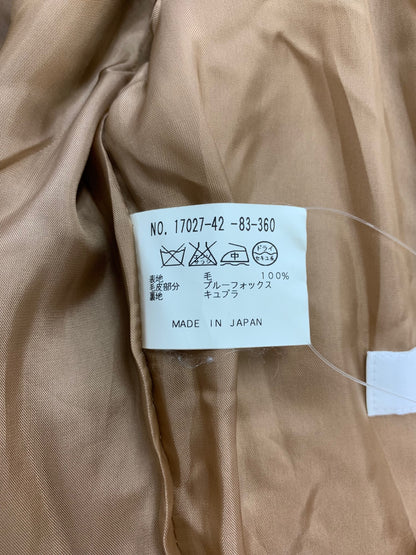 NO. 17027-42 -83-360
中 ドライ セキユ系
表地 毛 100%
毛皮部分 ブルーフォックス
裏地 キュプラ
MADE IN JAPAN